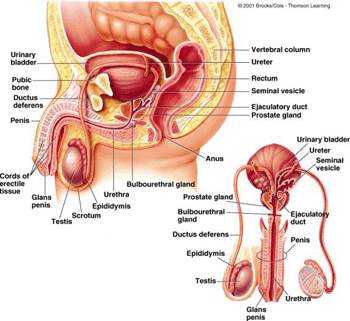 © 2001 Brooks/Cole - Thomson Learning
Urinary
bladder
Pubic
bone
Ductus
deferens
Penis
Cords of
erectile
tissue
Glans
penis
Testis
Scrotum
Epididymis
Urethra
Bulbourethral gland
Anus
Vertebral column
Ureter
Rectum
Seminal vesicle
Ejaculatory duct
Prostate gland
Urinary bladder
Ureter
Seminal
vesicle
Prostate gland
Bulbourethral
gland
Ductus deferens
Epididymis
Testis
Glans
penis
Ejaculatory
duct
Penis
Urethra